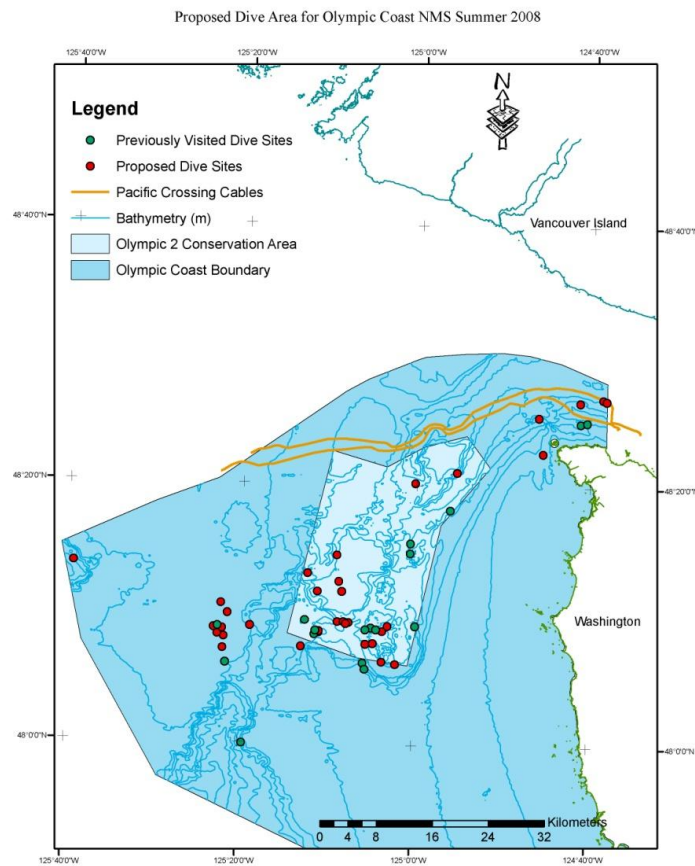 Proposed Dive Area for Olympic Coast NMS Summer 2008
125°40'0"W 125°20'0"W 125°0'0"W 124°40'0"W
N
Legend
Previously Visited Dive Sites
Proposed Dive Sites
Pacific Crossing Cables
Bathymetry (m)
Olympic 2 Conservation Area
Olympic Coast Boundary
48°40'0"N
Vancouver Island
48°40'0"N
48°20'0"N
48°20'0"N
Washington
48°0'0"N
48°0'0"N
Kilometers
0 4 8 16 24 32
125°40'0"W 125°20'0"W 125°0'0"W 124°40'0"W